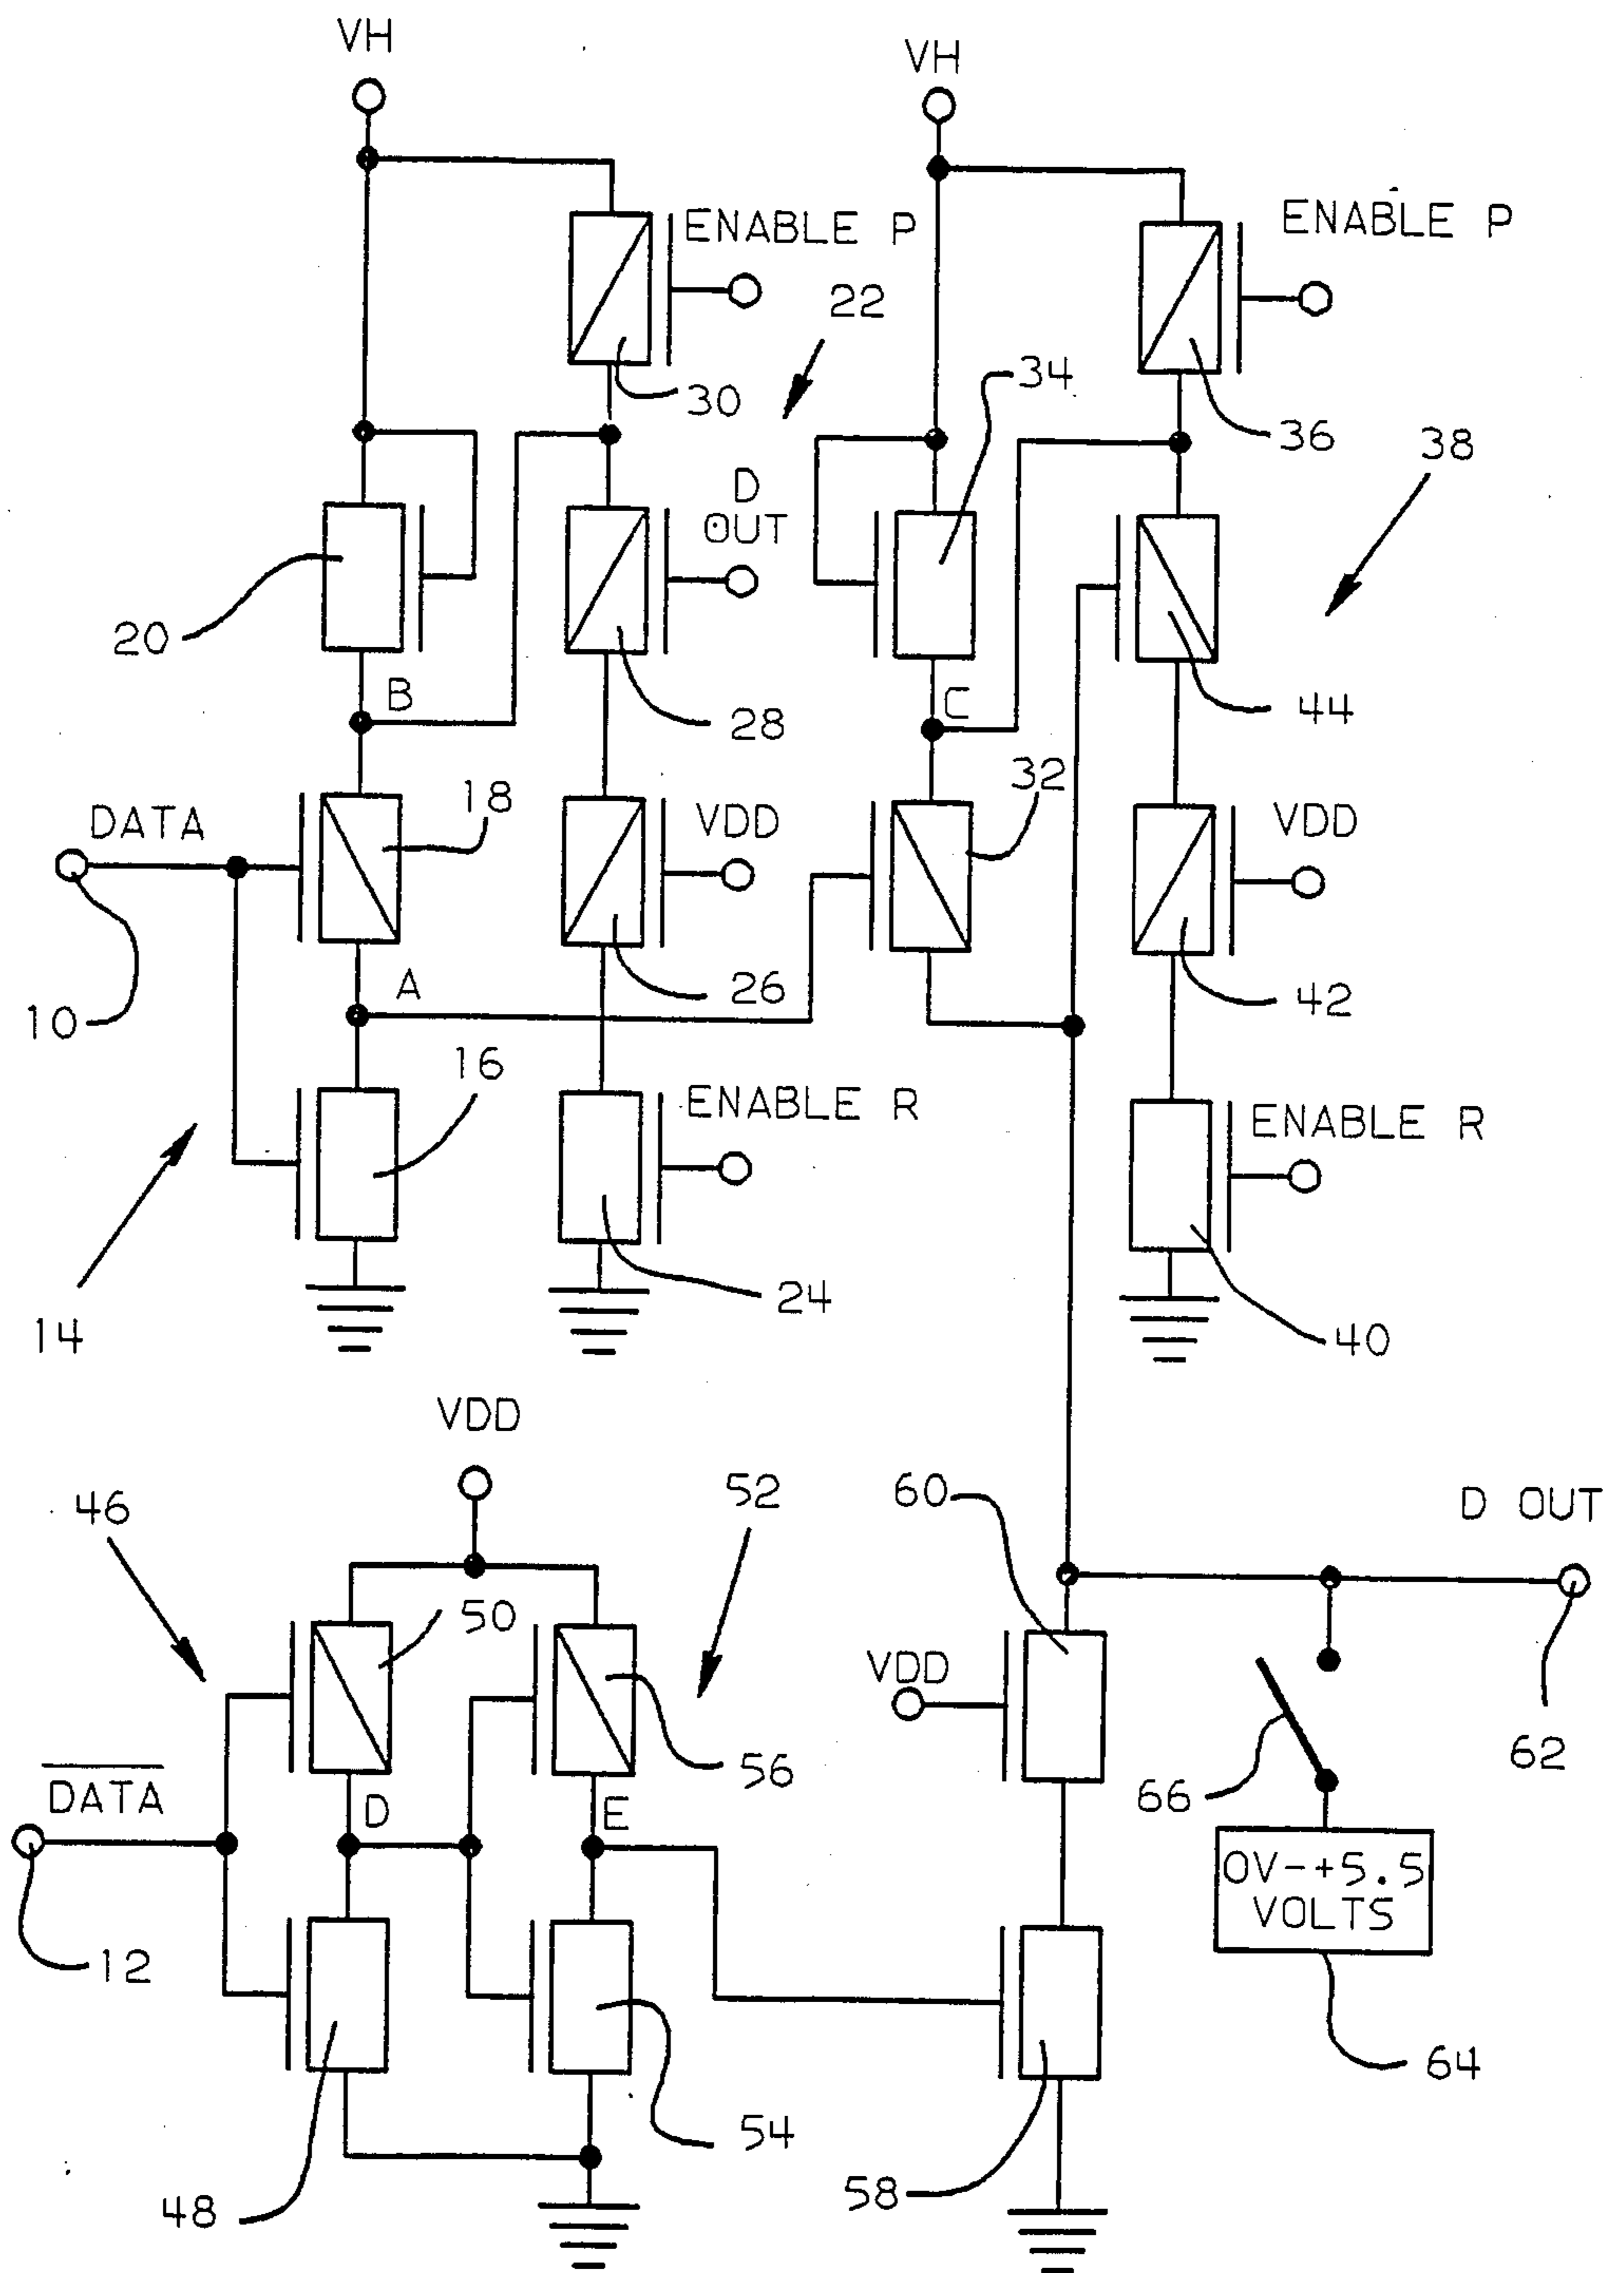 VH
VH
ENABLE P
ENABLE P
22
34
30
36
38
D
OUT
20
B
C
28
44
18
32
DATA
VDD
VDD
A
26
42
10
16
ENABLE R
ENABLE R
24
14
40
VDD
46
52
60
D OUT
50
VDD
62
56
66
DATA
D
E
0V-+5.5
VOLTS
12
64
54
48
58